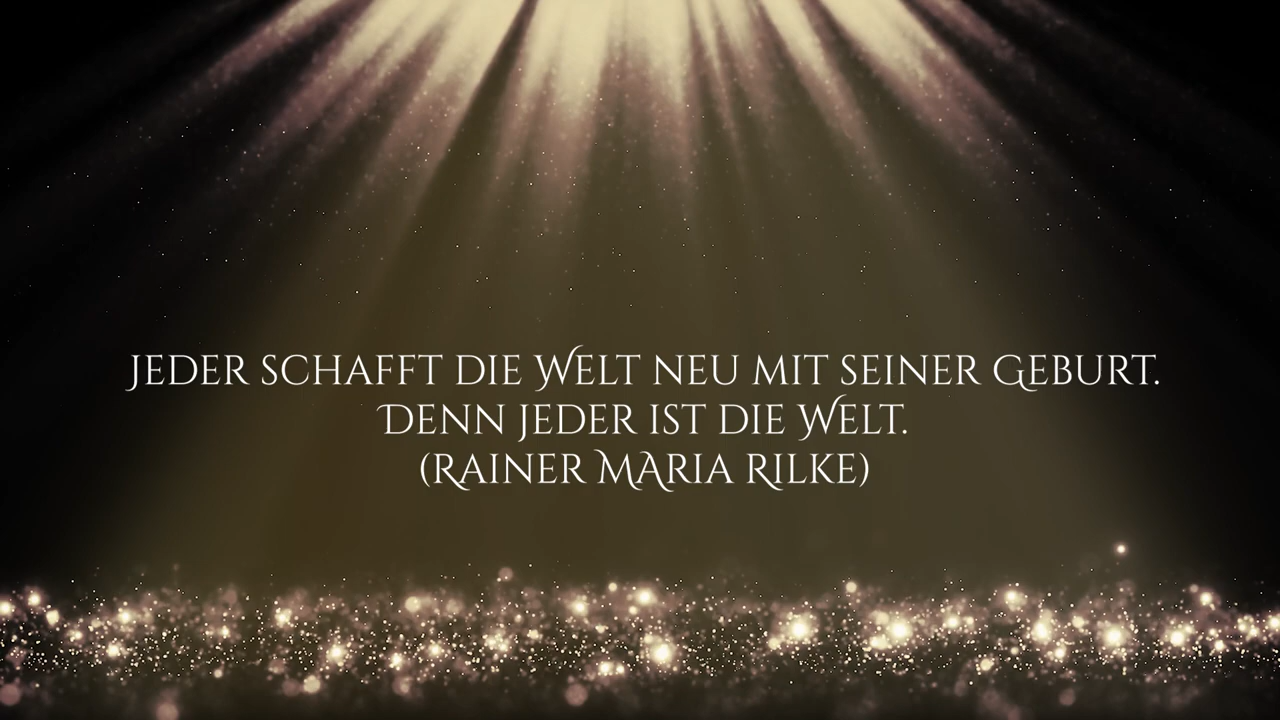 Jeder schafft die Welt neu mit seiner Geburt.
Denn jeder ist die Welt.
(Rainer Maria Rilke)